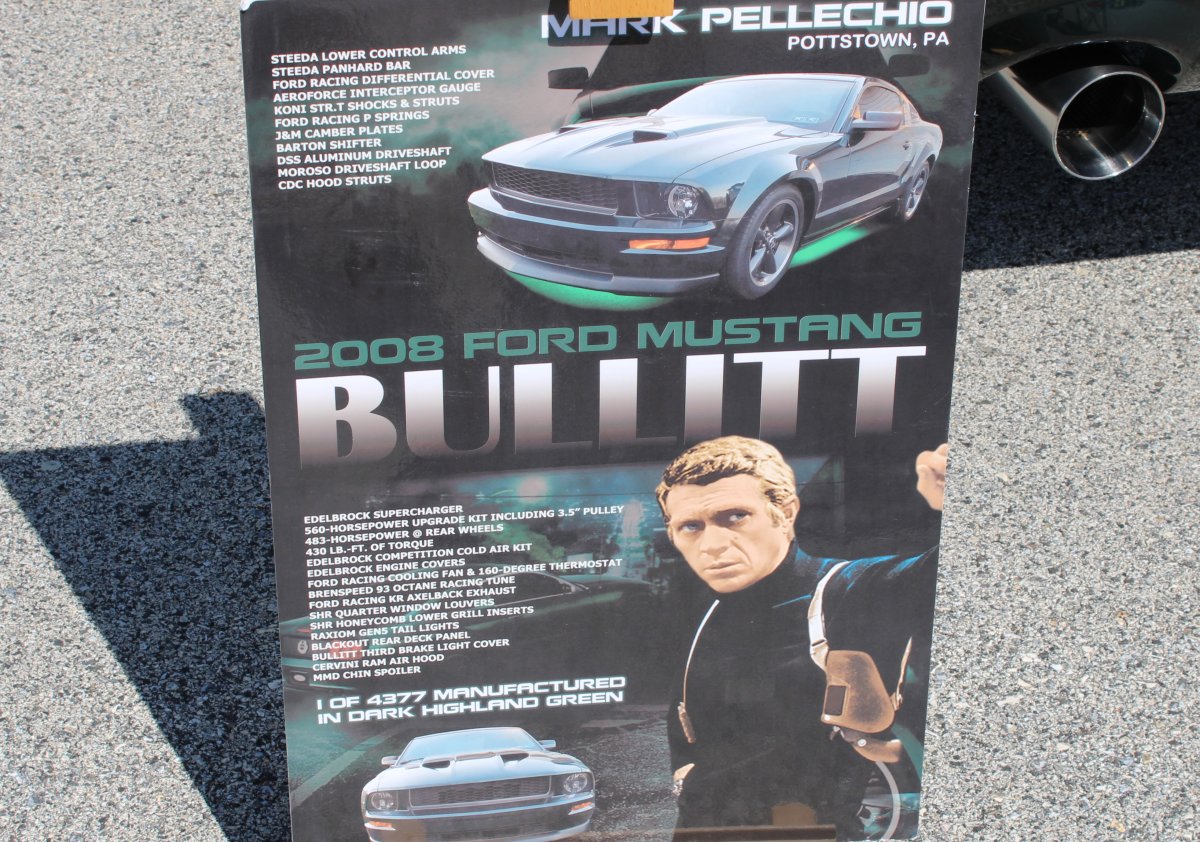 MARK PELLECHIO
POTTSTOWN, PA
STEEDA LOWER CONTROL ARMS
STEEDA PANHARD BAR
FORD RACING DIFFERENTIAL COVER
AEROFORCE INTERCEPTOR GAUGE
KONI STR.T SHOCKS & STRUTS
FORD RACING P SPRINGS
J&M CAMBER PLATES
BARTON SHIFTER
DSS ALUMINUM DRIVESHAFT
MOROSO DRIVESHAFT LOOP
CDC HOOD STRUTS
2008 FORD MUSTANG
BULLITT
EDELBROCK SUPERCHARGER
560-HORSEPOWER UPGRADE KIT INCLUDING 3.5" PULLEY
483-HORSEPOWER @ REAR WHEELS
430 LB.-FT. OF TORQUE
EDELBROCK COMPETITION COLD AIR KIT
EDELBROCK ENGINE COVERS
FORD RACING COOLING FAN & 160-DEGREE THERMOSTAT
BRENSPEED 93 OCTANE RACING TUNE
FORD RACING KR AXELBACK EXHAUST
SHR QUARTER WINDOW LOUVERS
SHR HONEYCOMB LOWER GRILL INSERTS
RAXIOM GEN5 TAIL LIGHTS
BLACKOUT REAR DECK PANEL
BULLITT THIRD BRAKE LIGHT COVER
CERVINI RAM AIR HOOD
MMD CHIN SPOILER
1 OF 4377 MANUFACTURED
IN DARK HIGHLAND GREEN